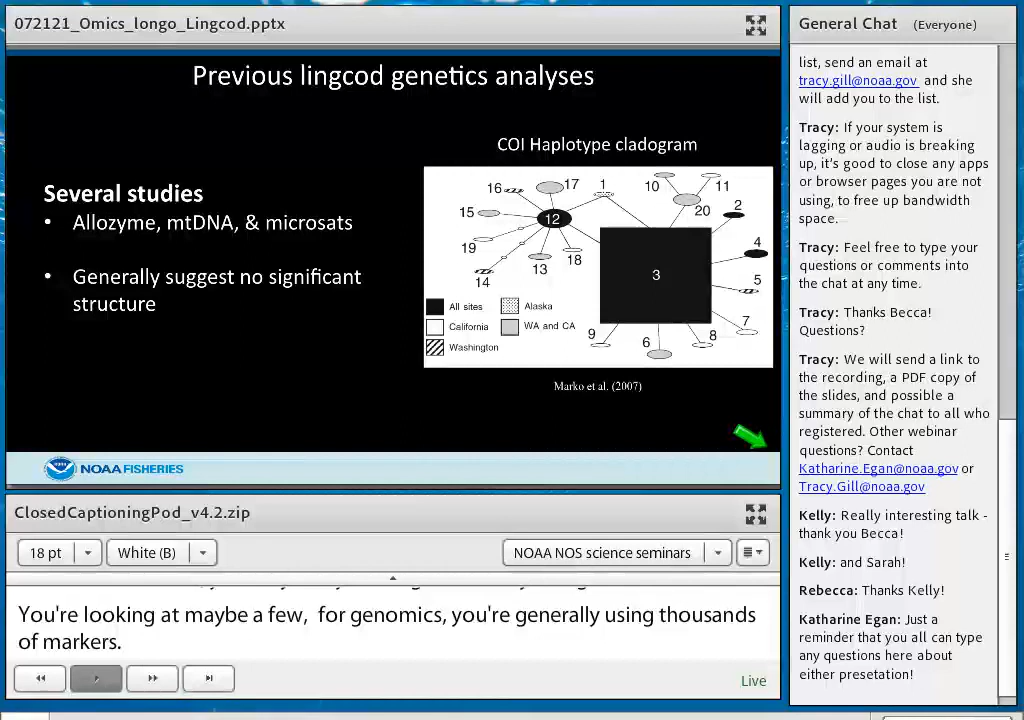 072121_Omics_longo_Lingcod.pptx
Previous lingcod genetics analyses
COI Haplotype cladogram
Several studies
• Allozyme, mtDNA, & microsats
• Generally suggest no significant
structure
16
17
1
10
11
15
12
20
2
19
4
13
18
3
14
5
7
9
6
8
All sites
Alaska
California
WA and CA
Washington
Marko et al. (2007)
NOAA FISHERIES
ClosedCaptioningPod_v4.2.zip
18 pt
White (B)
NOAA NOS science seminars
You're looking at maybe a few,  for genomics, you're generally using thousands
of markers.
Live
General Chat (Everyone)
list, send an email at
tracy.gill@noaa.gov and she
will add you to the list.
Tracy: If your system is
lagging or audio is breaking
up, it's good to close any apps
or browser pages you are not
using, to free up bandwidth
space.
Tracy: Feel free to type your
questions or comments into
the chat at any time.
Tracy: Thanks Becca!
Questions?
Tracy: We will send a link to
the recording, a PDF copy of
the slides, and possible a
summary of the chat to all who
registered. Other webinar
questions? Contact
Katharine.Egan@noaa.gov or
Tracy.Gill@noaa.gov
Kelly: Really interesting talk -
thank you Becca!
Kelly: and Sarah!
Rebecca: Thanks Kelly!
Katharine Egan: Just a
reminder that you all can type
any questions here about
either presetation!